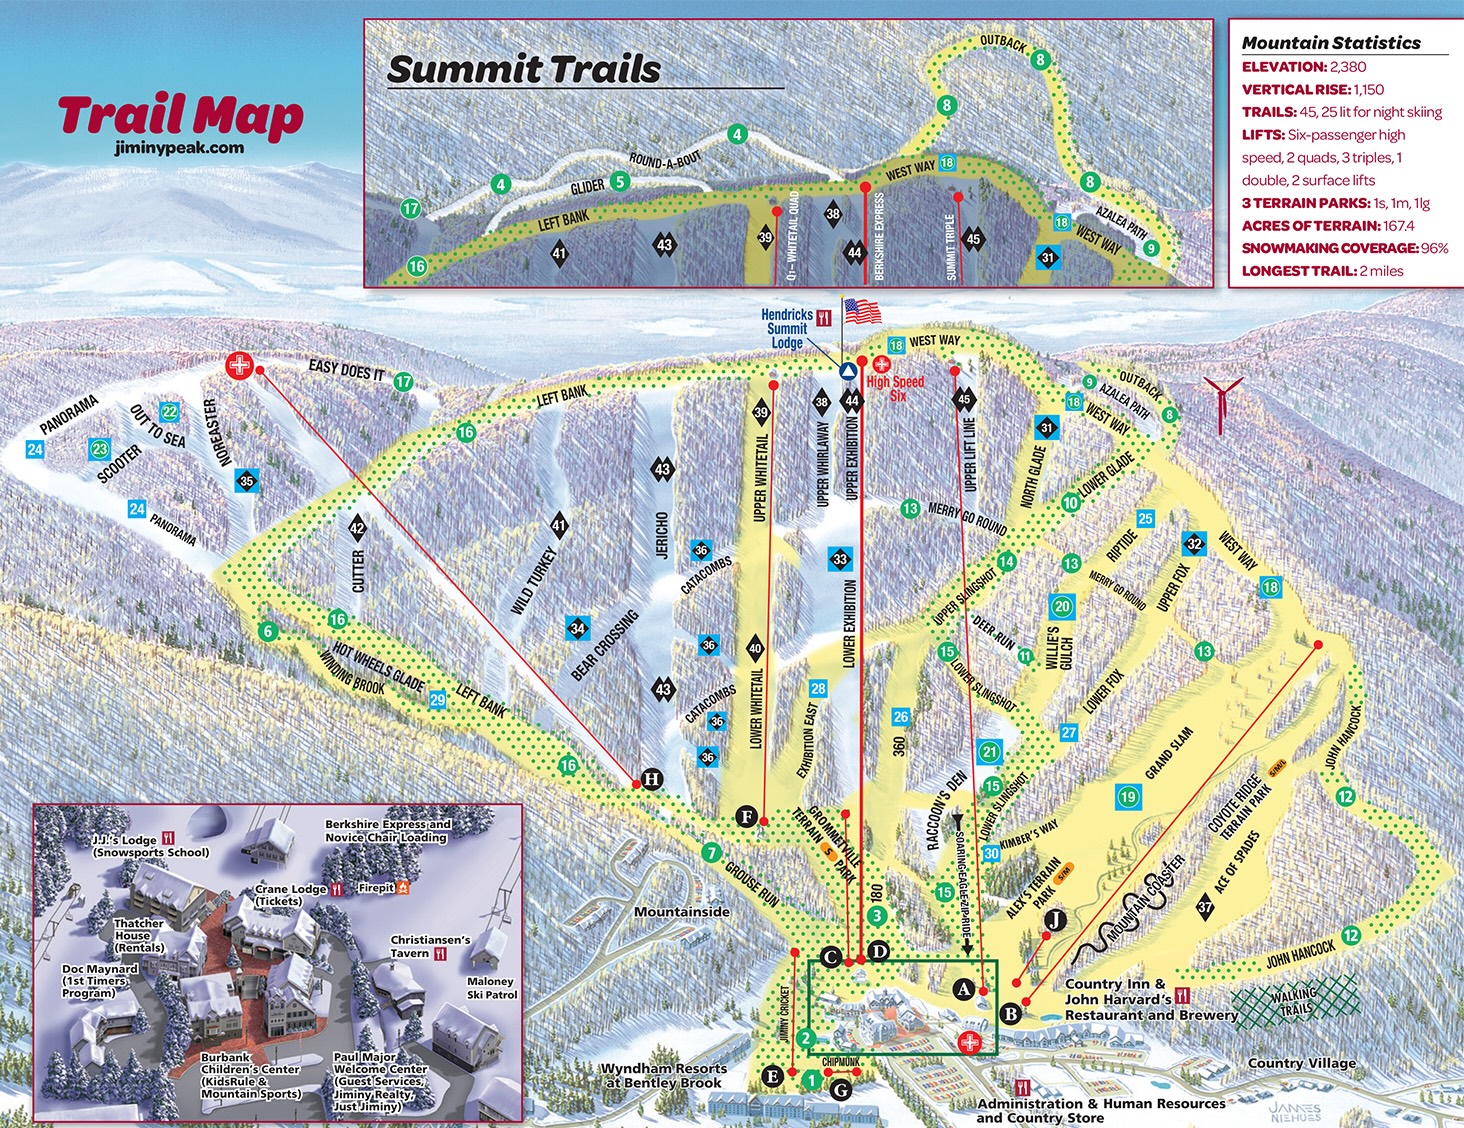 Trail Map
jiminypeak.com
Summit Trails
OUTBACK
8
8
4
ROUND-A-BOUT
WEST WAY
18
4
GLIDER
5
8
17
LEFT BANK
AZALEA PATH
18
WEST WAY
9
16
41
43
39
Q1– WHITETAIL QUAD
38
44
BERKSHIRE EXPRESS
SUMMIT TRIPLE
45
31
Mountain Statistics
ELEVATION: 2,380
VERTICAL RISE: 1,150
TRAILS: 45, 25 lit for night skiing
LIFTS: Six-passenger high
speed, 2 quads, 3 triples, 1
double, 2 surface lifts
3 TERRAIN PARKS: 1s, 1m, 1lg
ACRES OF TERRAIN: 167.4
SNOWMAKING COVERAGE: 96%
LONGEST TRAIL: 2 miles
Hendricks
Summit
Lodge
High Speed
Six
18
WEST WAY
EASY DOES IT
17
PANORAMA
24
OUT TO SEA
22
SCOOTER
23
NOREASTER
35
24
PANORAMA
LEFT BANK
16
42
CUTTER
41
WILD TURKEY
43
JERICHO
34
BEAR CROSSING
43
36
CATACOMBS
36
CATACOMBS
36
36
39
UPPER WHITETAIL
40
LOWER WHITETAIL
38
UPPER WHIRLAWAY
44
UPPER EXHIBITION
33
LOWER EXHIBITION
28
EXHIBITION EAST
26
360
45
UPPER LIFT LINE
13
MERRY GO ROUND
31
NORTH GLADE
9
AZALEA PATH
OUTBACK
8
18
WEST WAY
10
LOWER GLADE
25
RIPTIDE
13
MERRY GO ROUND
32
UPPER FOX
WEST WAY
18
14
UPPER SLINGSHOT
DEER RUN
11
15
LOWER SLINGSHOT
20
WILLIE'S
GULCH
13
LOWER FOX
27
21
RACCOON'S DEN
15
LOWER SLINGSHOT
30
KIMBER'S WAY
15
SOARING EAGLE ZIP RIDE
GRAND SLAM
19
COYOTE RIDGE
TERRAIN PARK
S/M/L
ALEX'S TERRAIN
PARK
S/M
MOUNTAIN COASTER
37
ACE OF SPADES
JOHN HANCOCK
12
12
JOHN HANCOCK
6
16
HOT WHEELS GLADE
WINDING BROOK
29
LEFT BANK
16
H
F
7
GROUSE RUN
GROMMETVILLE
TERRAIN PARK
S
180
3
C
D
A
B
J
JIMINY CRICKET
2
E
1
CHIPMUNK
G
Mountainside
Wyndham Resorts
at Bentley Brook
Country Inn &
John Harvard's
Restaurant and Brewery
WALKING
TRAILS
Country Village
Administration & Human Resources
and Country Store
JAMES
NIEHUES
J.J.'s Lodge
(Snowsports School)
Berkshire Express and
Novice Chair Loading
Crane Lodge
(Tickets)
Firepit
Thatcher
House
(Rentals)
Christiansen's
Tavern
Doc Maynard
(1st Timers
Program)
Maloney
Ski Patrol
Burbank
Children's Center
(KidsRule &
Mountain Sports)
Paul Major
Welcome Center
(Guest Services,
Jiminy Realty,
Just Jiminy)